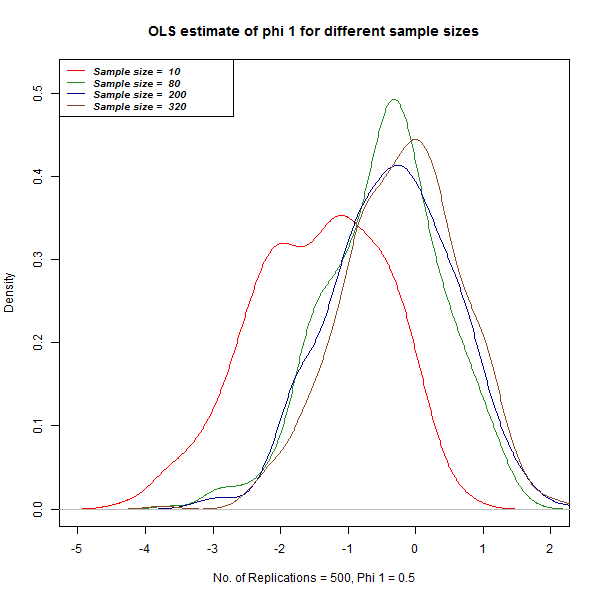 OLS estimate of phi 1 for different sample sizes
Sample size = 10
Sample size = 80
Sample size = 200
Sample size = 320
Density
0.5
0.4
0.3
0.2
0.1
0.0
-5 -4 -3 -2 -1 0 1 2
No. of Replications = 500, Phi 1 = 0.5